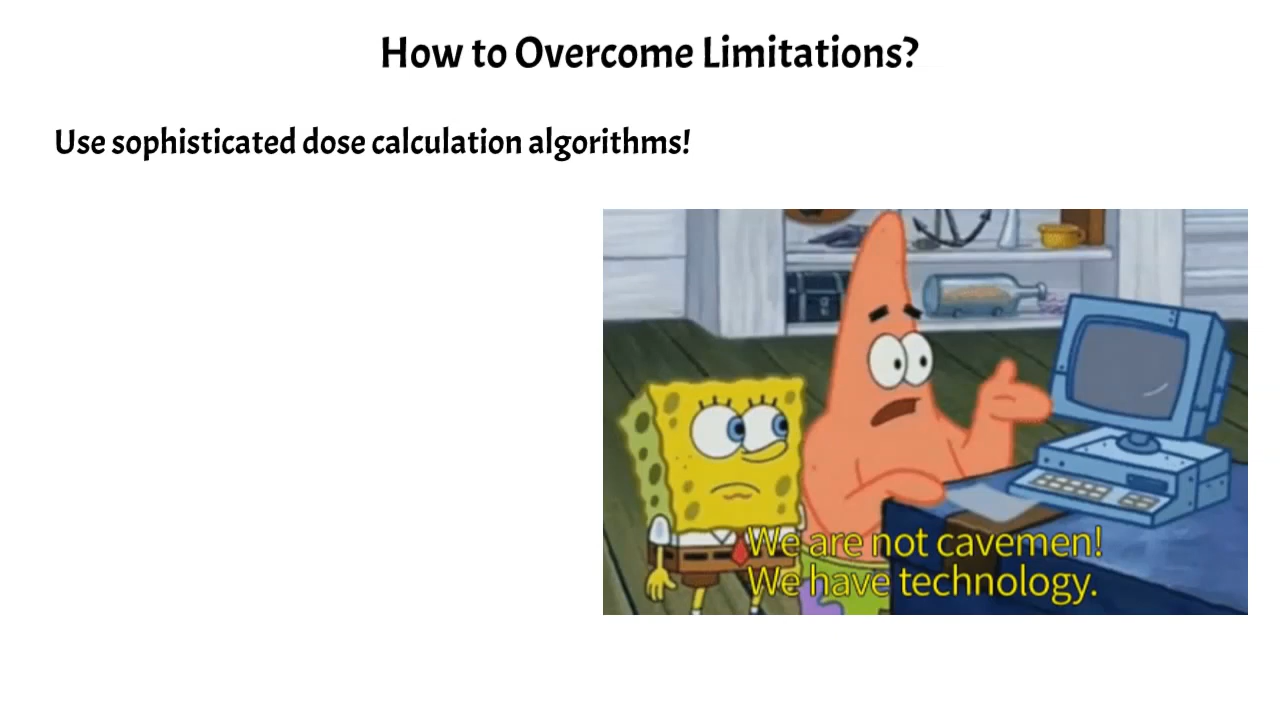 How to Overcome Limitations?
Use sophisticated dose calculation algorithms!
We are not cavemen!
We have technology.